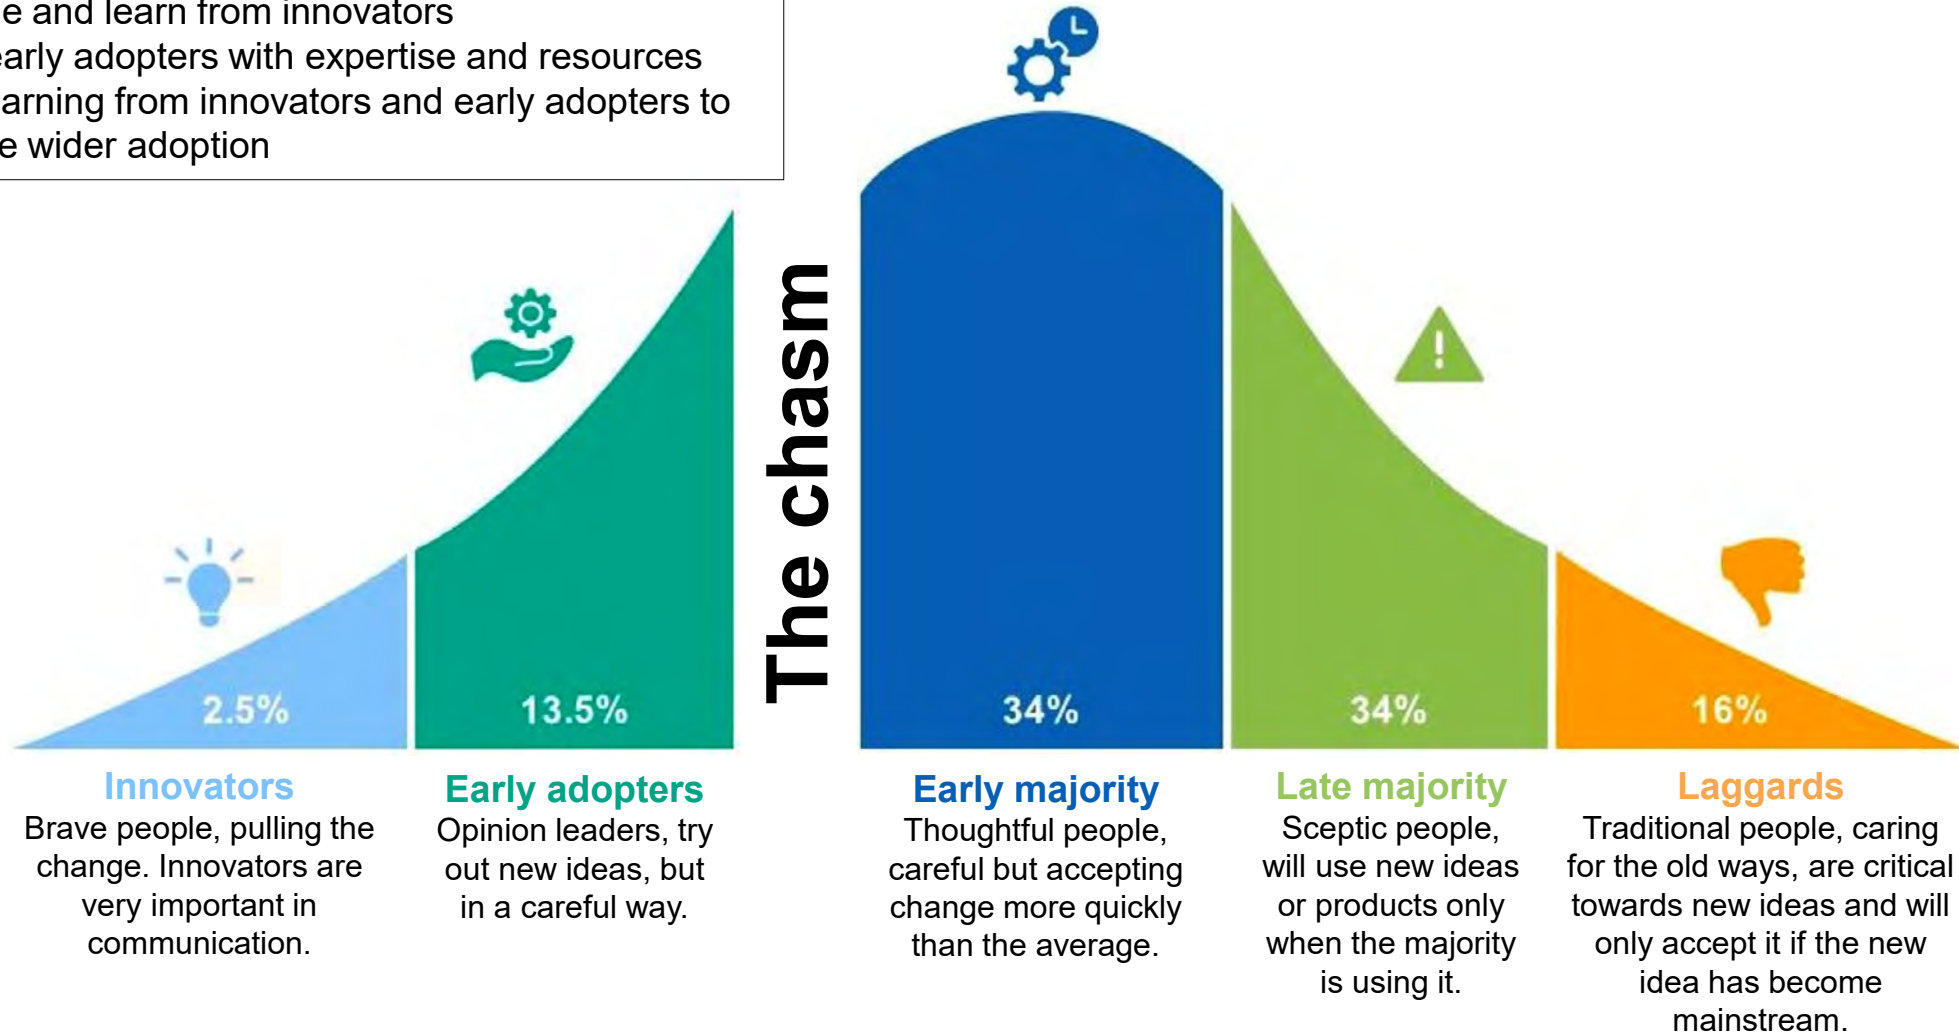 e and learn from innovators
early adopters with expertise and resources
arning from innovators and early adopters to
e wider adoption
The chasm
2.5%
13.5%
34%
34%
16%
Innovators
Brave people, pulling the
change. Innovators are
very important in
communication.
Early adopters
Opinion leaders, try
out new ideas, but
in a careful way.
Early majority
Thoughtful people,
careful but accepting
change more quickly
than the average.
Late majority
Sceptic people,
will use new ideas
or products only
when the majority
is using it.
Laggards
Traditional people, caring
for the old ways, are critical
towards new ideas and will
only accept it if the new
idea has become
mainstream.